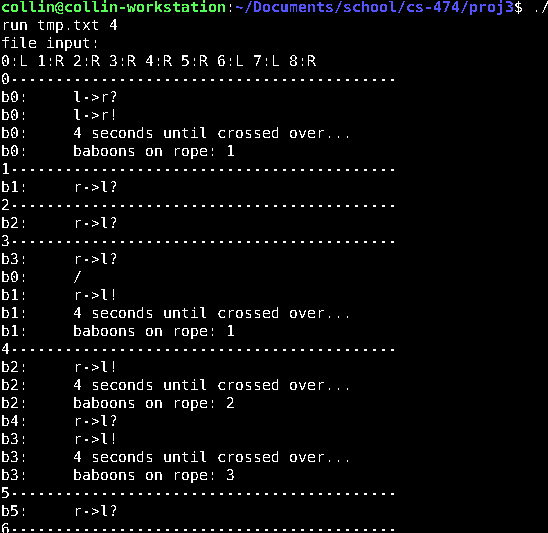 collin@collin-workstation:~/Documents/school/cs-474/proj3$ ./
run tmp.txt 4
file input:
0:L 1:R 2:R 3:R 4:R 5:R 6:L 7:L 8:R
0------------------------------------------
b0:     l->r?
b0:     l->r!
b0:     4 seconds until crossed over...
b0:     baboons on rope: 1
1------------------------------------------
b1:     r->l?
2------------------------------------------
b2:     r->l?
3------------------------------------------
b3:     r->l?
b0:     /
b1:     r->l!
b1:     4 seconds until crossed over...
b1:     baboons on rope: 1
4------------------------------------------
b2:     r->l!
b2:     4 seconds until crossed over...
b2:     baboons on rope: 2
b4:     r->l?
b3:     r->l!
b3:     4 seconds until crossed over...
b3:     baboons on rope: 3
5------------------------------------------
b5:     r->l?
6------------------------------------------